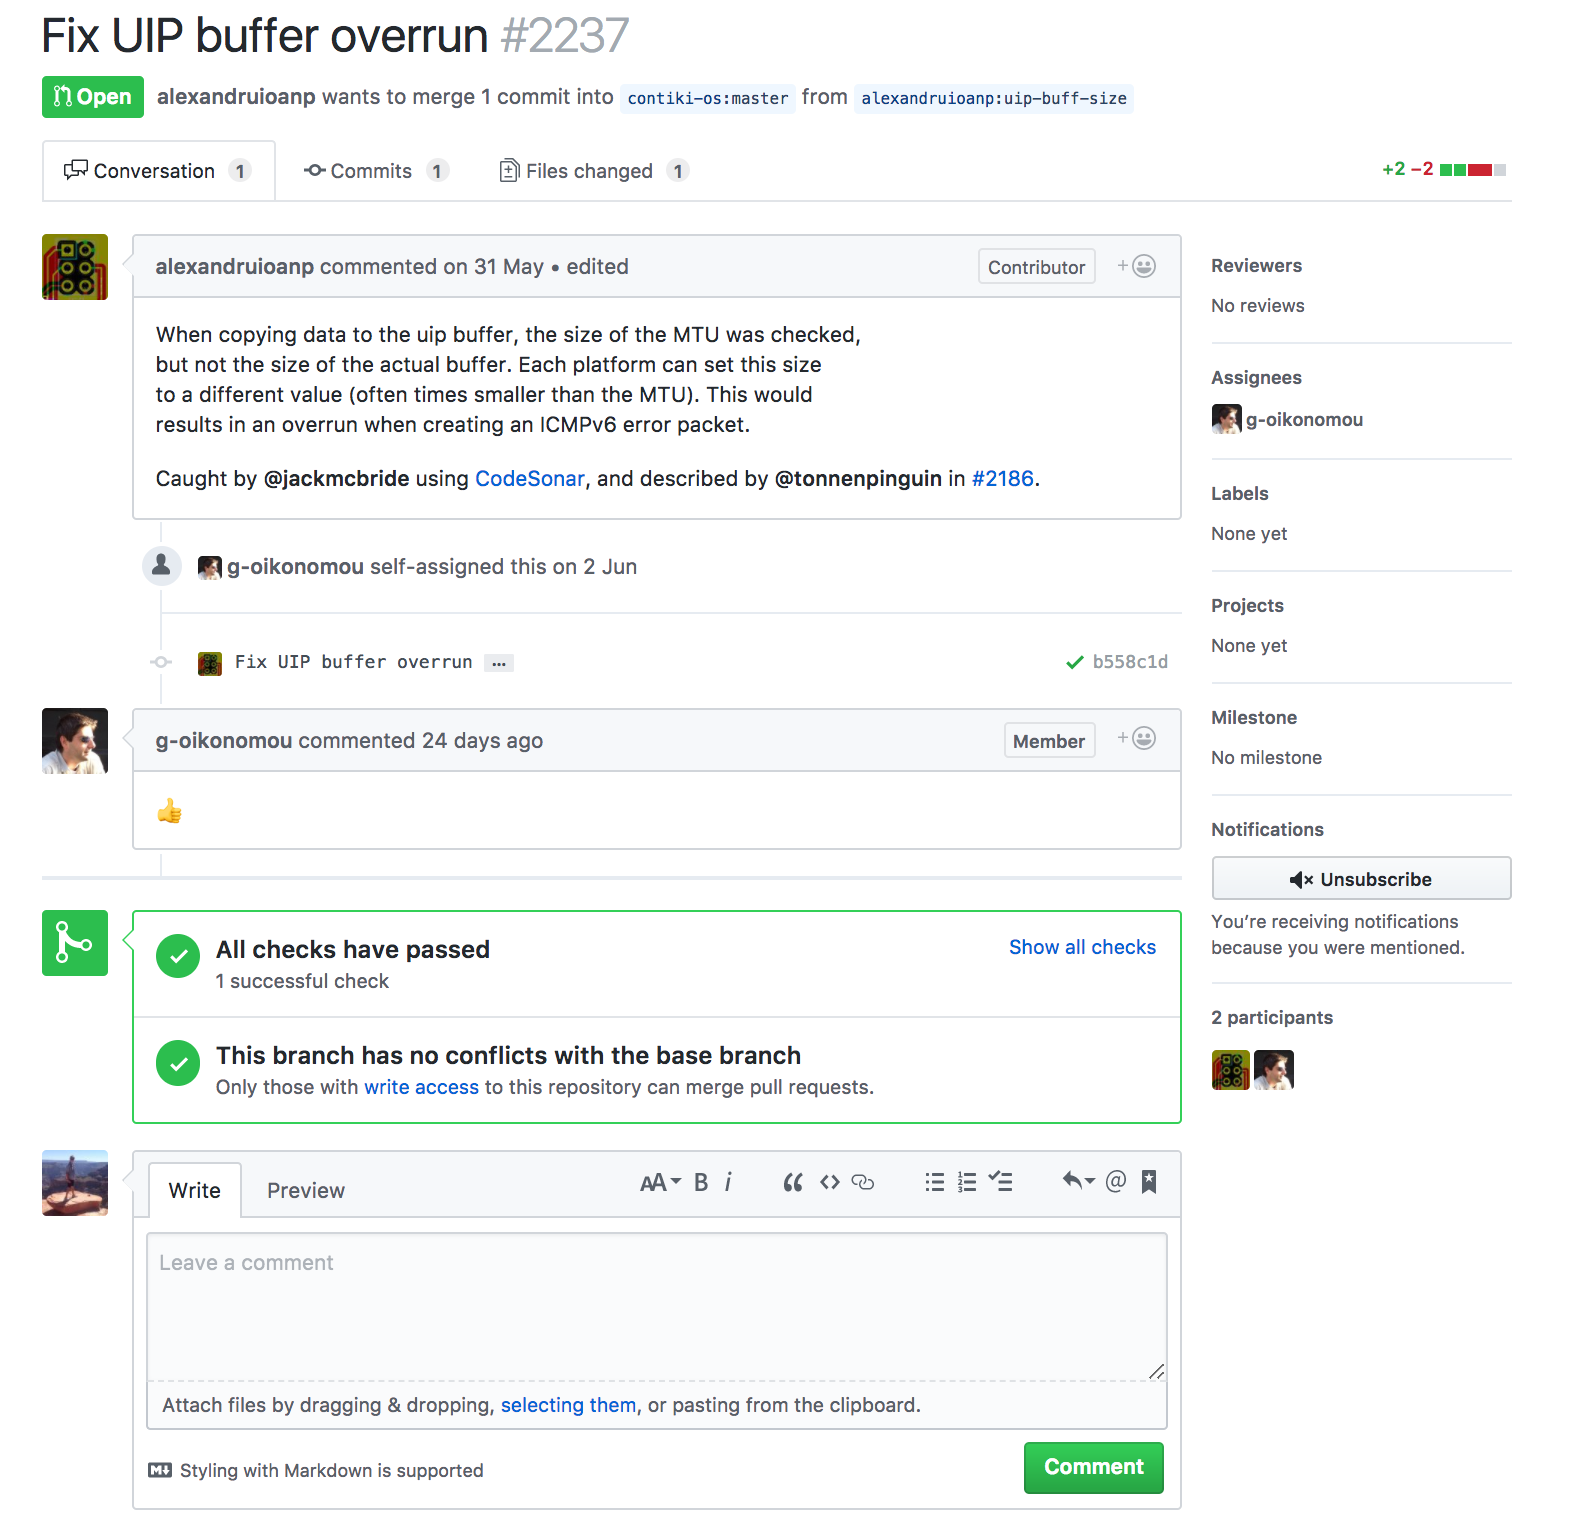 Fix UIP buffer overrun #2237
Open alexandruioanp wants to merge 1 commit into contiki-os:master from alexandruioanp:uip-buff-size
Conversation 1 Commits 1 Files changed 1 +2 −2
alexandruioanp commented on 31 May • edited Contributor +
When copying data to the uip buffer, the size of the MTU was checked,
but not the size of the actual buffer. Each platform can set this size
to a different value (often times smaller than the MTU). This would
results in an overrun when creating an ICMPv6 error packet.
Caught by @jackmcbride using CodeSonar, and described by @tonnenpinguin in #2186.
g-oikonomou self-assigned this on 2 Jun
Fix UIP buffer overrun … b558c1d
g-oikonomou commented 24 days ago Member +
👍
All checks have passed Show all checks
1 successful check
This branch has no conflicts with the base branch
Only those with write access to this repository can merge pull requests.
Write Preview AA B i “ <> @
Leave a comment
Attach files by dragging & dropping, selecting them, or pasting from the clipboard.
M↓ Styling with Markdown is supported
Comment
Reviewers
No reviews
Assignees
g-oikonomou
Labels
None yet
Projects
None yet
Milestone
No milestone
Notifications
Unsubscribe
You’re receiving notifications
because you were mentioned.
2 participants